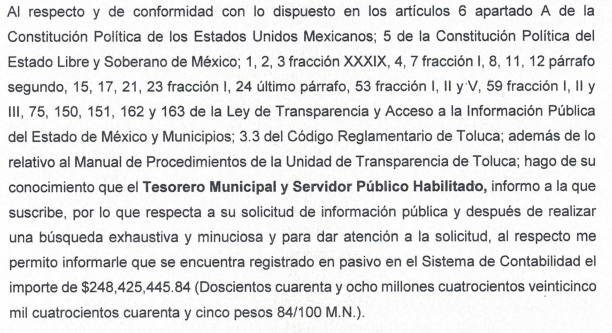 Al respecto y de conformidad con lo dispuesto en los artículos 6 apartado A de la
Constitución Política de los Estados Unidos Mexicanos; 5 de la Constitución Política del
Estado Libre y Soberano de México; 1, 2, 3 fracción XXXIX, 4, 7 fracción I, 8, 11, 12 párrafo
segundo, 15, 17, 21, 23 fracción I, 24 último párrafo, 53 fracción I, II y V, 59 fracción I, II y
III, 75, 150, 151, 162 y 163 de la Ley de Transparencia y Acceso a la Información Pública
del Estado de México y Municipios; 3.3 del Código Reglamentario de Toluca; además de lo
relativo al Manual de Procedimientos de la Unidad de Transparencia de Toluca; hago de su
conocimiento que el Tesorero Municipal y Servidor Público Habilitado, informo a la que
suscribe, por lo que respecta a su solicitud de información pública y después de realizar
una búsqueda exhaustiva y minuciosa y para dar atención a la solicitud, al respecto me
permito informarle que se encuentra registrado en pasivo en el Sistema de Contabilidad el
importe de $248,425,445.84 (Doscientos cuarenta y ocho millones cuatrocientos veinticinco
mil cuatrocientos cuarenta y cinco pesos 84/100 M.N.).